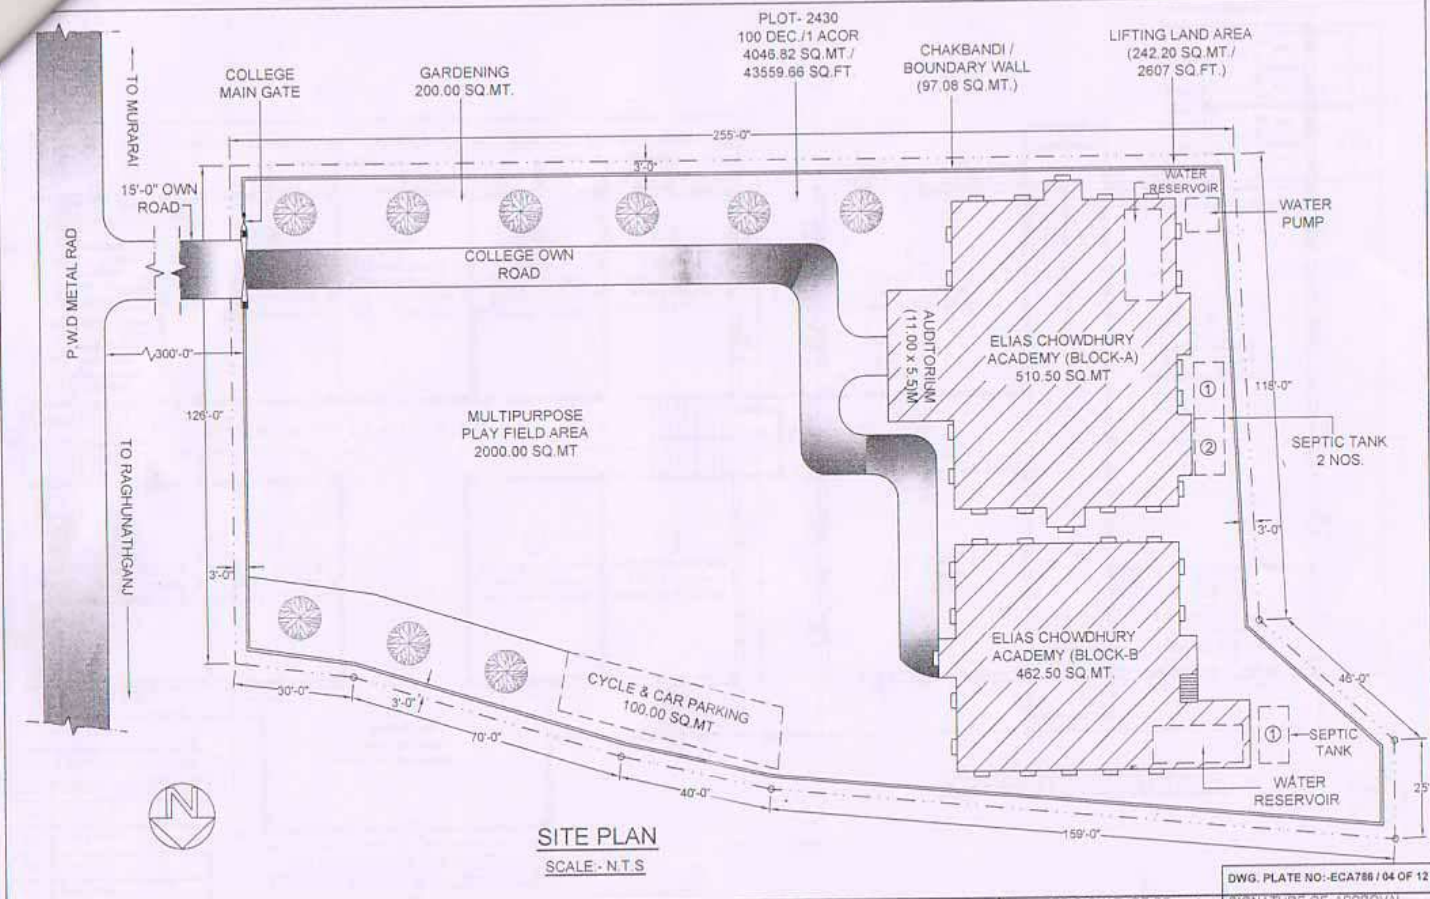 PLOT- 2430
100 DEC./1 ACOR
4046.82 SQ.MT./
43559.66 SQ.FT.
CHAKBANDI /
BOUNDARY WALL
(97.08 SQ.MT.)
LIFTING LAND AREA
(242.20 SQ.MT./
2607 SQ.FT.)
COLLEGE
MAIN GATE
GARDENING
200.00 SQ.MT.
TO MURARAI
255'-0"
3'-0"
15'-0" OWN
ROAD
WATER
RESERVOIR
WATER
PUMP
P.W.D METAL RAD
COLLEGE OWN
ROAD
300'-0"
126'-0"
AUDITORIUM
(11.00 x 5.5)M
ELIAS CHOWDHURY
ACADEMY (BLOCK-A)
510.50 SQ.MT
118'-0"
1
2
SEPTIC TANK
2 NOS.
MULTIPURPOSE
PLAY FIELD AREA
2000.00 SQ.MT
TO RAGHUNATHGANJ
3'-0"
3'-0"
ELIAS CHOWDHURY
ACADEMY (BLOCK-B
462.50 SQ.MT.
46'-0"
CYCLE & CAR PARKING
100.00 SQ.MT
30'-0"
3'-0"
70'-0"
40'-0"
159'-0"
1
SEPTIC
TANK
WATER
RESERVOIR
25'
N
SITE PLAN
SCALE:- N.T.S
DWG. PLATE NO:-ECA786 / 04 OF 12